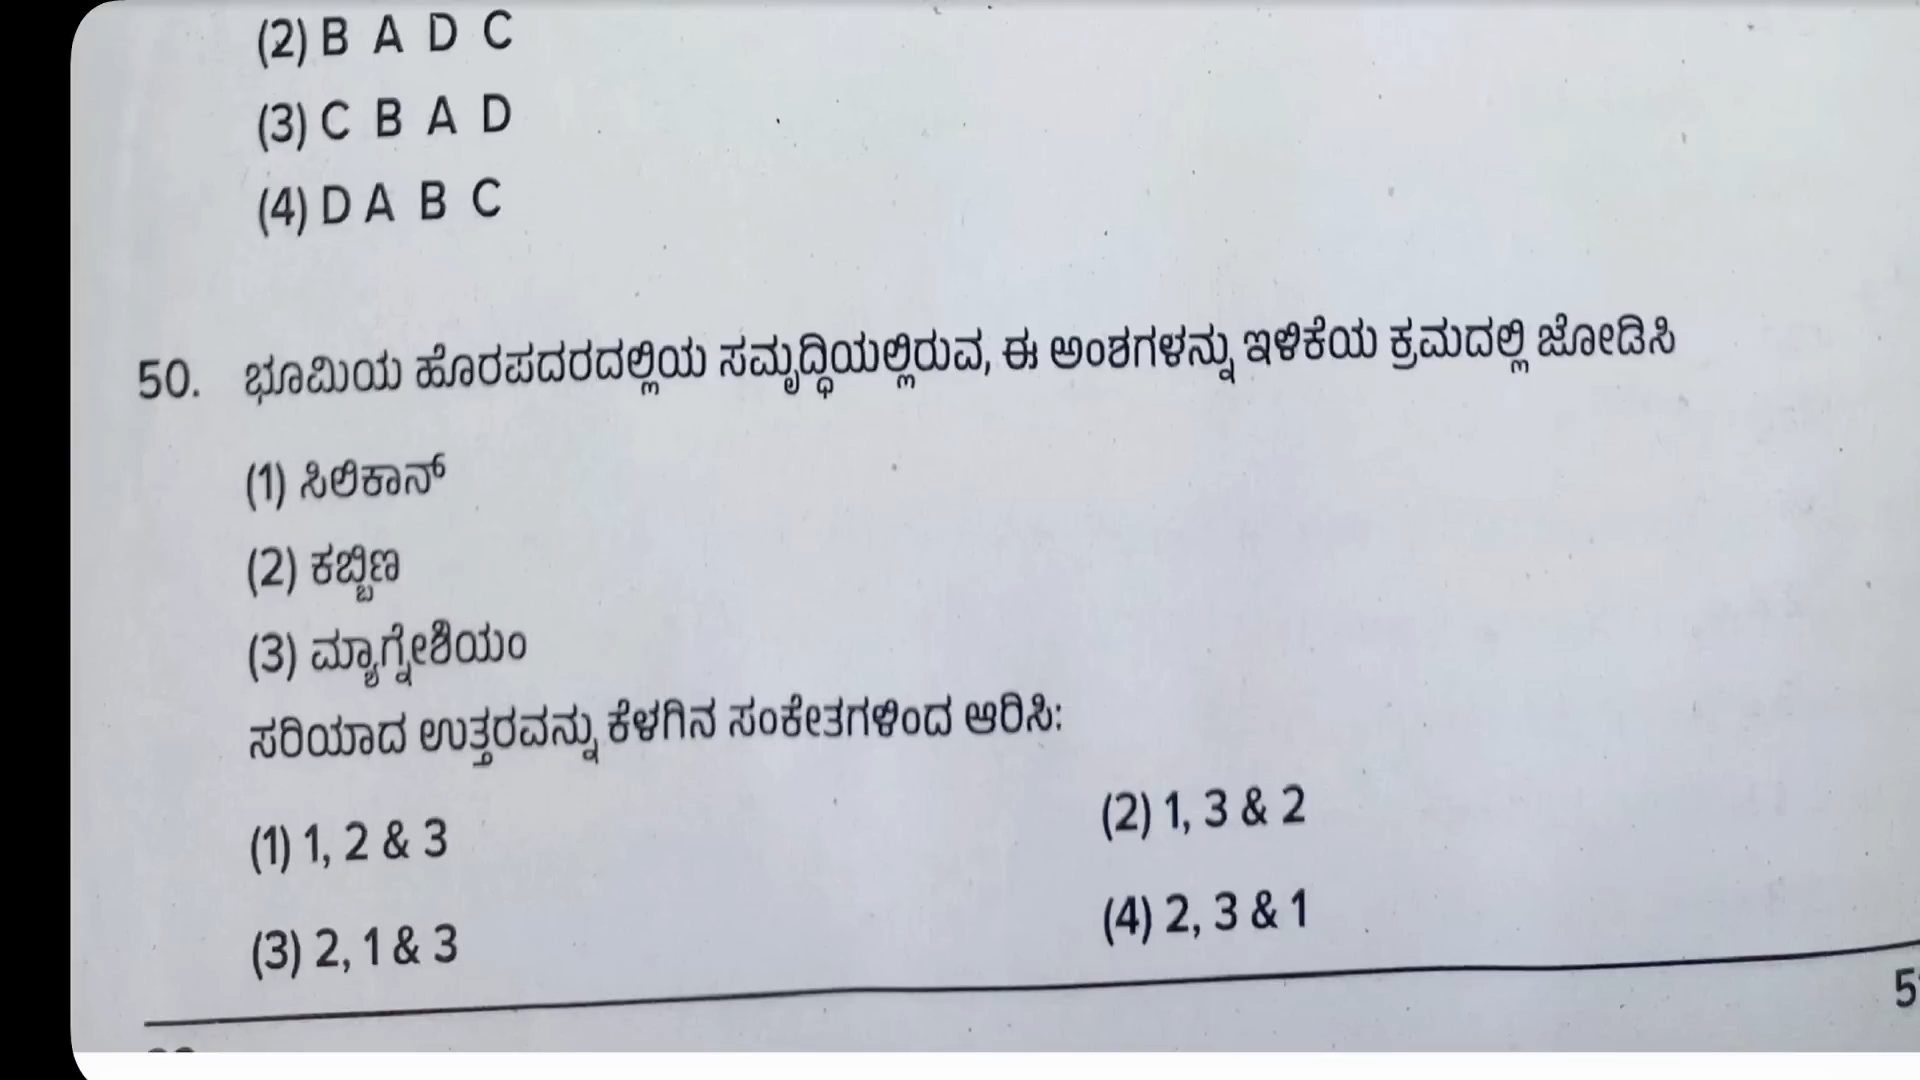 (2) B A D C
(3) C B A D
(4) D A B C
50. ಭೂಮಿಯ ಹೊರಪದರದಲ್ಲಿಯ ಸಮೃದ್ಧಿಯಲ್ಲಿರುವ, ಈ ಅಂಶಗಳನ್ನು ಇಳಿಕೆಯ ಕ್ರಮದಲ್ಲಿ ಜೋಡಿಸಿ
(1) ಸಿಲಿಕಾನ್
(2) ಕಬ್ಬಿಣ
(3) ಮ್ಯಾಗ್ನೇಶಿಯಂ
ಸರಿಯಾದ ಉತ್ತರವನ್ನು ಕೆಳಗಿನ ಸಂಕೇತಗಳಿಂದ ಆರಿಸಿ:
(1) 1, 2 & 3
(2) 1, 3 & 2
(3) 2, 1 & 3
(4) 2, 3 & 1